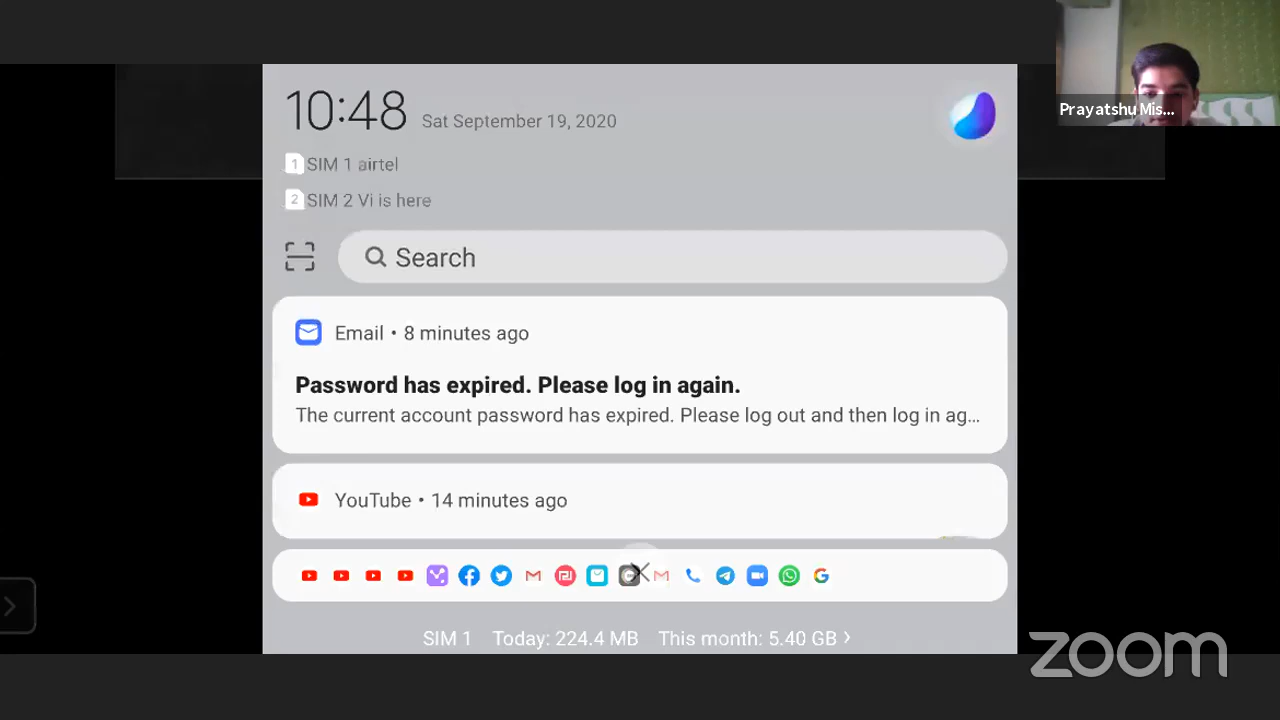 10:48 Sat September 19, 2020
Prayatshu Mis...
1 SIM 1 airtel
2 SIM 2 Vi is here
Search
Email • 8 minutes ago
Password has expired. Please log in again.
The current account password has expired. Please log out and then log in ag...
YouTube • 14 minutes ago
SIM 1 Today: 224.4 MB This month: 5.40 GB >
zoom